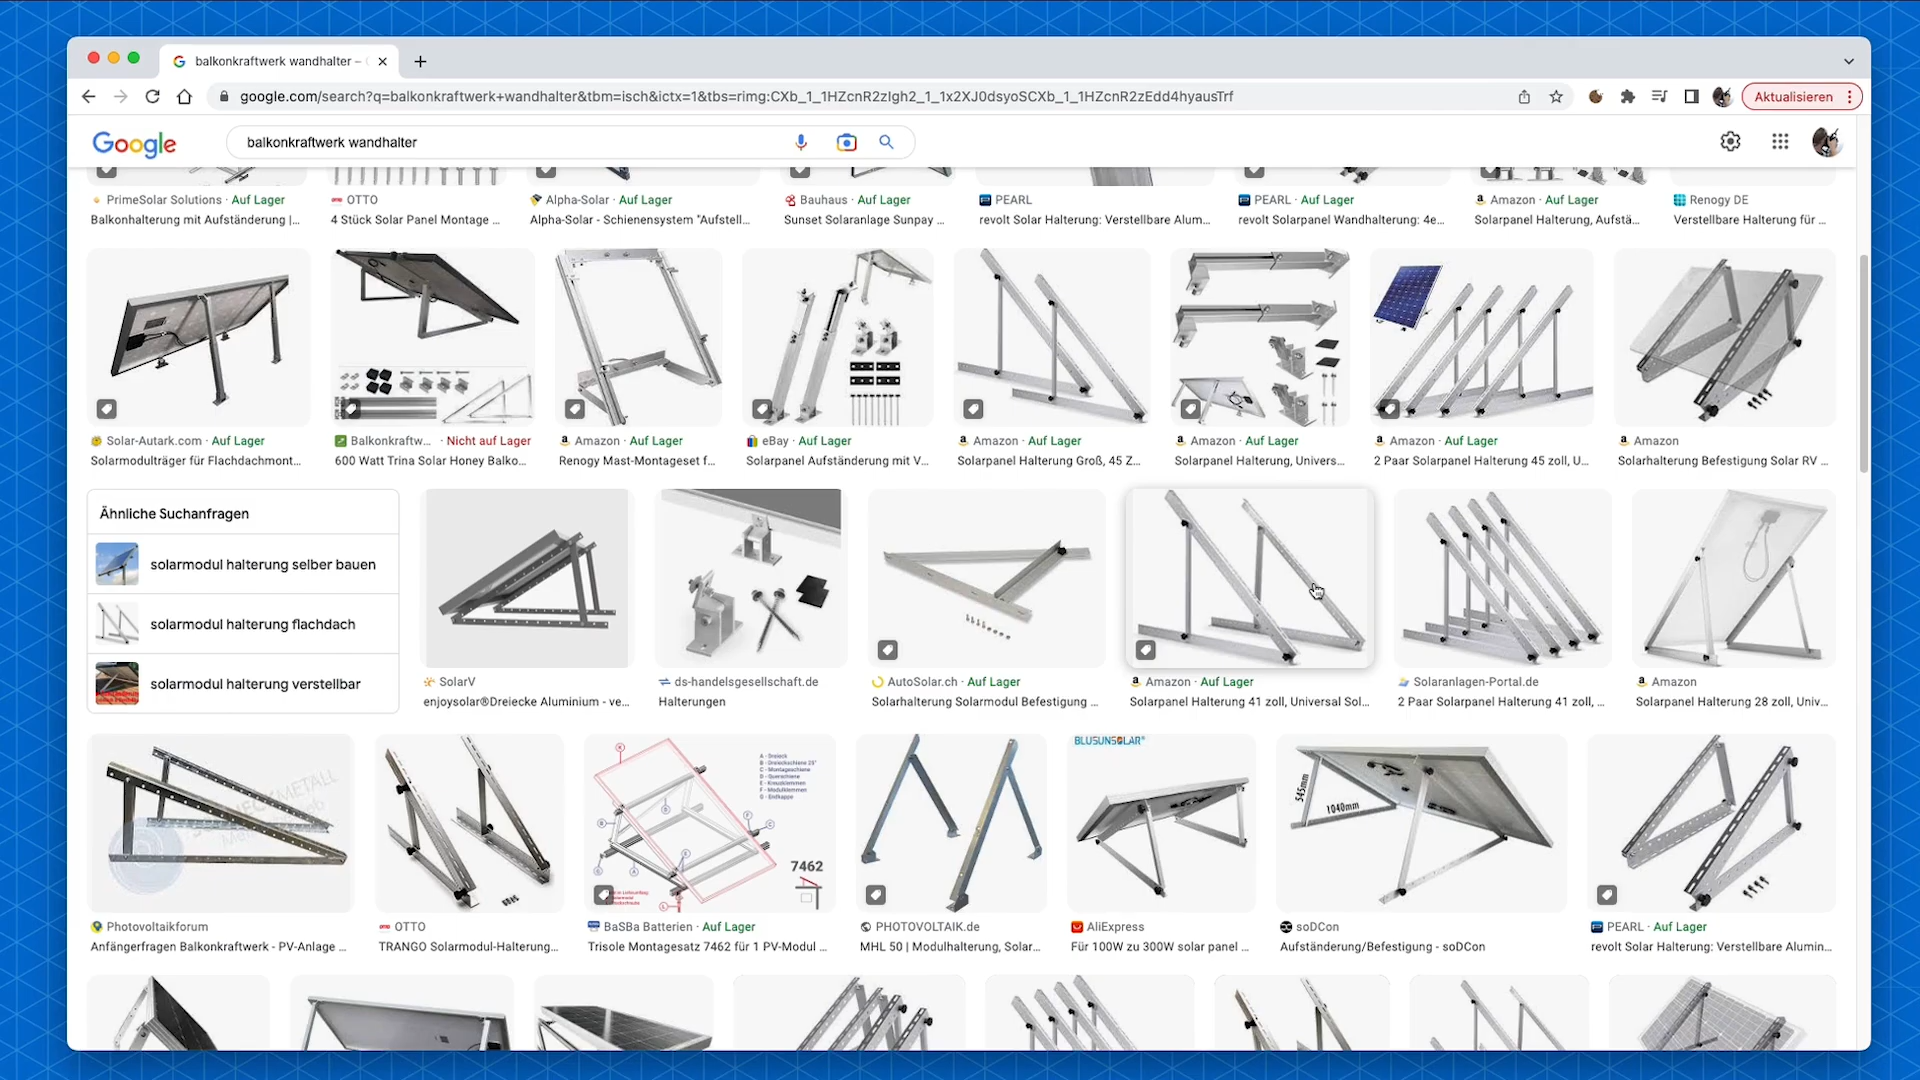 balkonkraftwerk wandhalter –
google.com/search?q=balkonkraftwerk+wandhalter&tbm=isch&ictx=1&tbs=rimg:CXb_1_1HZcnR2zIgh2_1_1x2XJ0dsyoSCXb_1_1HZcnR2zEdd4hyausTrf
Aktualisieren
Google
balkonkraftwerk wandhalter
PrimeSolar Solutions · Auf Lager
Balkonhalterung mit Aufständerung |...
OTTO
4 Stück Solar Panel Montage ...
Alpha-Solar · Auf Lager
Alpha-Solar - Schienensystem "Aufstell...
Bauhaus · Auf Lager
Sunset Solaranlage Sunpay ...
PEARL
revolt Solar Halterung: Verstellbare Alum...
PEARL · Auf Lager
revolt Solarpanel Wandhalterung: 4e...
Amazon · Auf Lager
Solarpanel Halterung, Aufstä...
Renogy DE
Verstellbare Halterung für ...
Solar-Autark.com · Auf Lager
Solarmodulträger für Flachdachmont...
Balkonkraftw... · Nicht auf Lager
600 Watt Trina Solar Honey Balko...
Amazon · Auf Lager
Renogy Mast-Montageset f...
eBay · Auf Lager
Solarpanel Aufständerung mit V...
Amazon · Auf Lager
Solarpanel Halterung Groß, 45 Z...
Amazon · Auf Lager
Solarpanel Halterung, Univers...
Amazon · Auf Lager
2 Paar Solarpanel Halterung 45 zoll, U...
Amazon
Solarhalterung Befestigung Solar RV ...
Ähnliche Suchanfragen
solarmodul halterung selber bauen
solarmodul halterung flachdach
solarmodul halterung verstellbar
SolarV
enjoysolar®Dreiecke Aluminium - ve...
ds-handelsgesellschaft.de
Halterungen
AutoSolar.ch · Auf Lager
Solarhalterung Solarmodul Befestigung ...
Amazon · Auf Lager
Solarpanel Halterung 41 zoll, Universal Sol...
Solaranlagen-Portal.de
2 Paar Solarpanel Halterung 41 zoll, ...
Amazon
Solarpanel Halterung 28 zoll, Univ...
A - Dreieck
B - Dreieckschiene 25°
C - Montageschiene
D - Querschiene
E - Kreuzklemmen
F - Modulklemmen
G - Endkappe
7462
BLUSUNSOLAR
545mm
1040mm
Photovoltaikforum
Anfängerfragen Balkonkraftwerk - PV-Anlage ...
OTTO
TRANGO Solarmodul-Halterung...
BaSBa Batterien · Auf Lager
Trisole Montagesatz 7462 für 1 PV-Modul ...
PHOTOVOLTAIK.de
MHL 50 | Modulhalterung, Solar...
AliExpress
Für 100W zu 300W solar panel ...
soDCon
Aufständerung/Befestigung - soDCon
PEARL · Auf Lager
revolt Solar Halterung: Verstellbare Alumin...